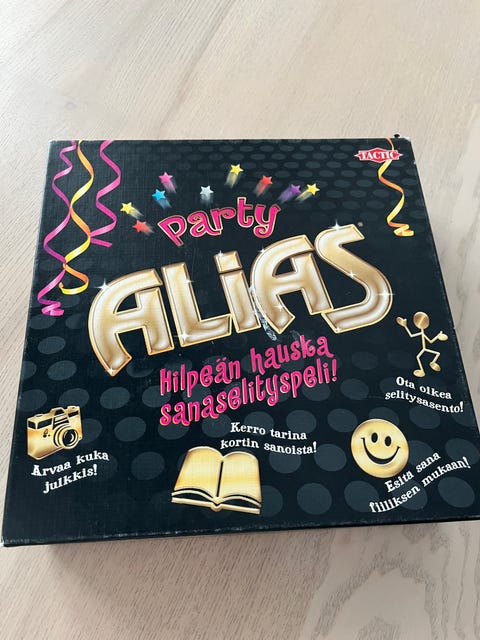 TACTIC
Party
ALiAS
Hilpeän hauska
sanaselityspeli!
Ota oikea
selitysasento!
Kerro tarina
kortin sanoista!
Arvaa kuka
julkkis!
Esitä sana
fiiliksen mukaan!